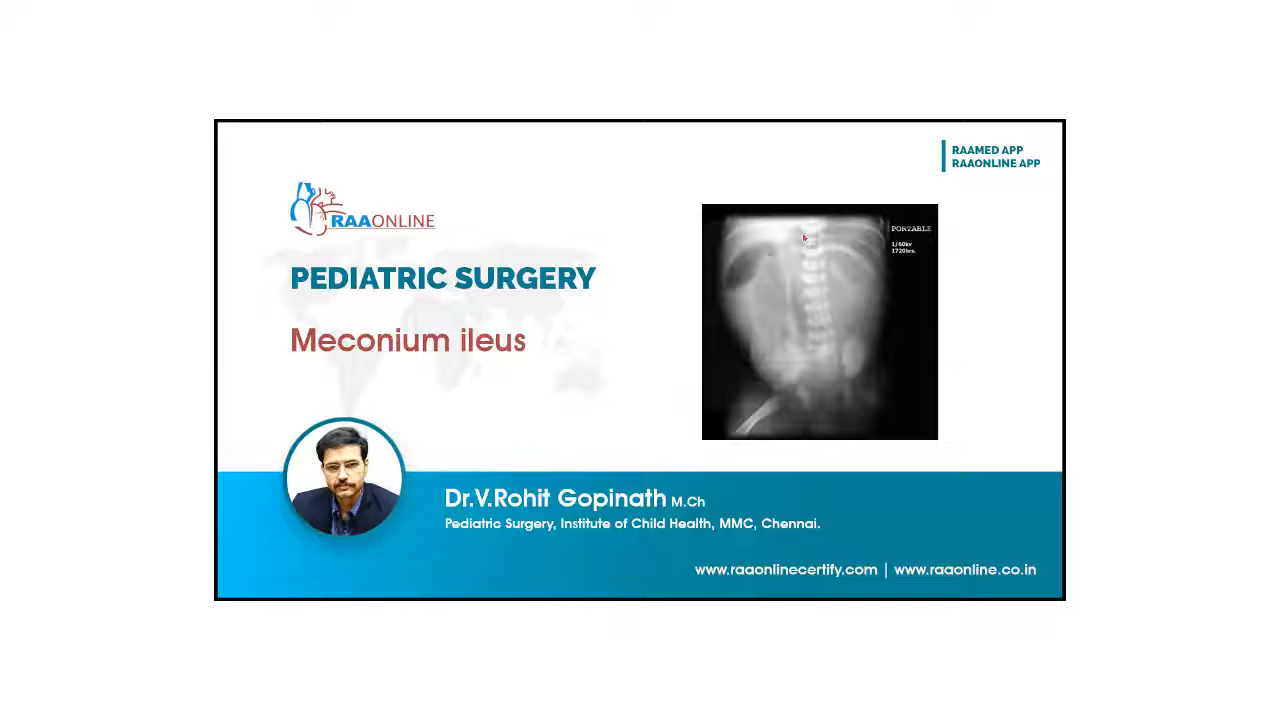 RAAMED APP
RAAONLINE APP
RAAONLINE
PORTABLE
1/60kv
1720hrs.
PEDIATRIC SURGERY
Meconium ileus
Dr.V.Rohit Gopinath M.Ch
Pediatric Surgery, Institute of Child Health, MMC, Chennai.
www.raaonlinecertify.com | www.raaonline.co.in